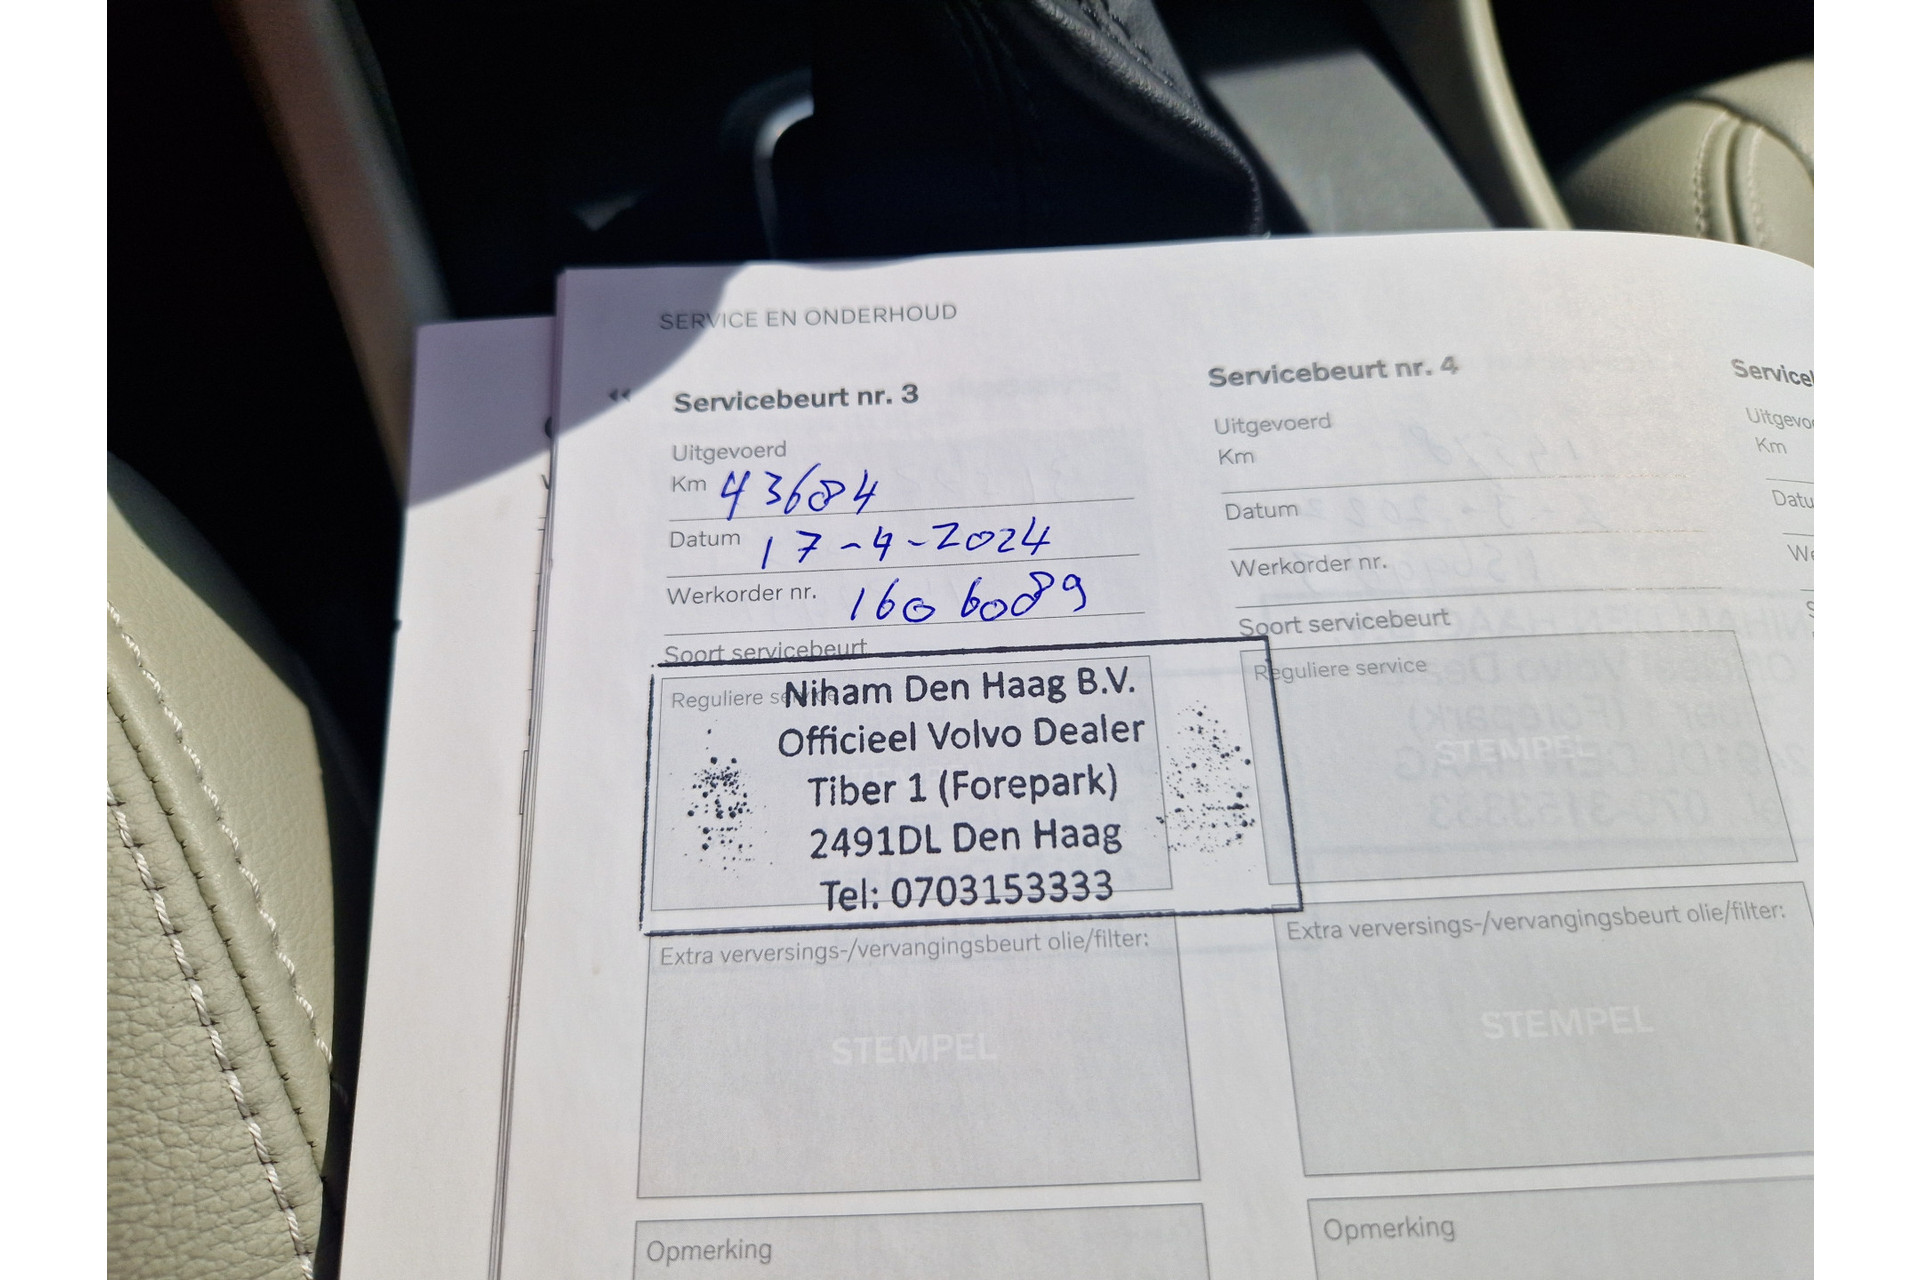 SERVICE EN ONDERHOUD
‹‹ Servicebeurt nr. 3
Uitgevoerd
Km 43684
Datum 17-4-2024
Werkorder nr. 1606089
Soort servicebeurt
Reguliere service
Niham Den Haag B.V.
Officieel Volvo Dealer
Tiber 1 (Forepark)
2491DL Den Haag
Tel: 0703153333
Extra verversings-/vervangingsbeurt olie/filter:
STEMPEL
Opmerking
Servicebeurt nr. 4
Uitgevoerd
Km
Datum
Werkorder nr.
Soort servicebeurt
Reguliere service
STEMPEL
Extra verversings-/vervangingsbeurt olie/filter:
STEMPEL
Opmerking
Km